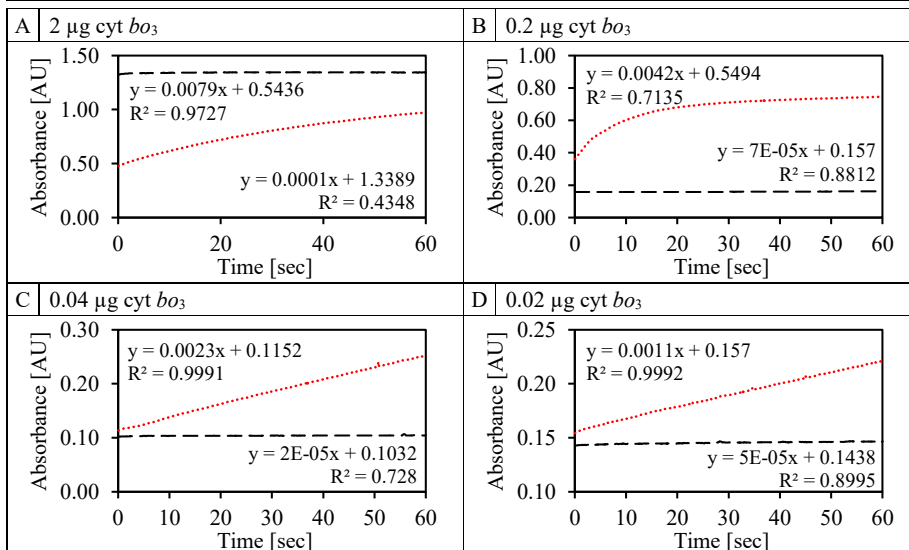 A 2 µg cyt bo₃
1.50
1.00
0.50
0.00
Absorbance [AU]
y = 0.0079x + 0.5436
R² = 0.9727
y = 0.0001x + 1.3389
R² = 0.4348
0 20 40 60
Time [sec]
B 0.2 µg cyt bo₃
1.00
0.80
0.60
0.40
0.20
0.00
Absorbance [AU]
y = 0.0042x + 0.5494
R² = 0.7135
y = 7E-05x + 0.157
R² = 0.8812
0 10 20 30 40 50 60
Time [sec]
C 0.04 µg cyt bo₃
0.30
0.20
0.10
0.00
Absorbance [AU]
y = 0.0023x + 0.1152
R² = 0.9991
y = 2E-05x + 0.1032
R² = 0.728
0 10 20 30 40 50 60
Time [sec]
D 0.02 µg cyt bo₃
0.25
0.20
0.15
0.10
Absorbance [AU]
y = 0.0011x + 0.157
R² = 0.9992
y = 5E-05x + 0.1438
R² = 0.8995
0 10 20 30 40 50 60
Time [sec]